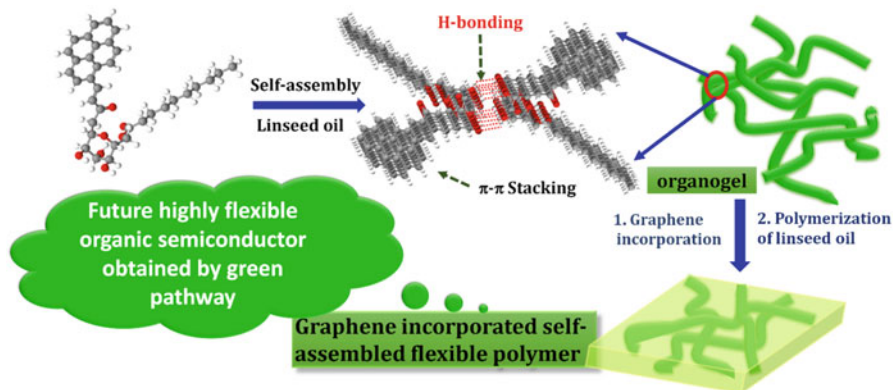 H-bonding
Self-assembly
Linseed oil
π-π Stacking
organogel
1. Graphene
incorporation
2. Polymerization
of linseed oil
Future highly flexible
organic semiconductor
obtained by green
pathway
Graphene incorporated self-
assembled flexible polymer